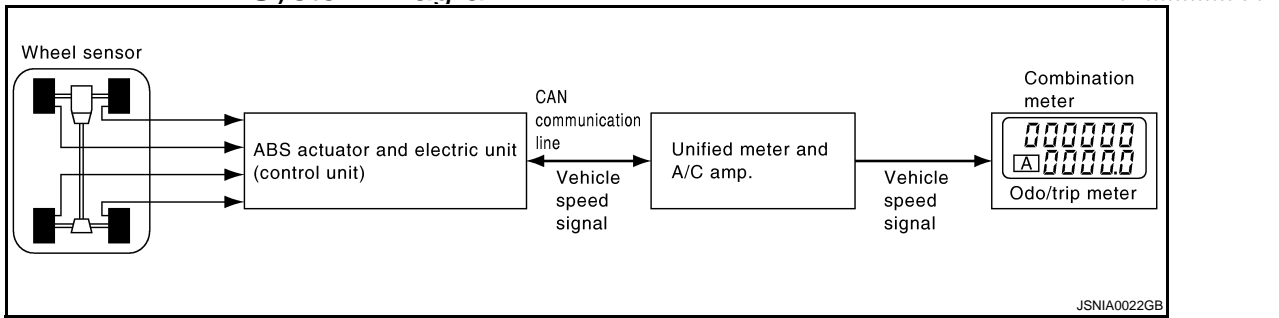 Wheel sensor
ABS actuator and electric unit
(control unit)
CAN
communication
line
Vehicle
speed
signal
Unified meter and
A/C amp.
Vehicle
speed
signal
Combination
meter
000000
A 0000.0
Odo/trip meter
JSNIA0022GB